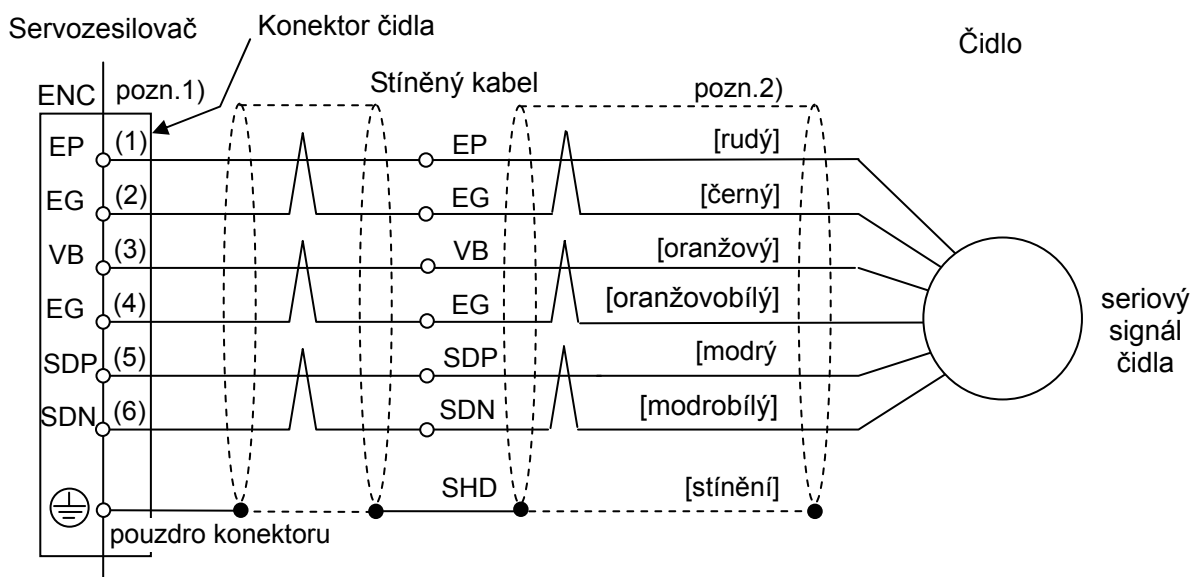 Servozesilovač
Konektor čidla
Čidlo
ENC
pozn.1)
Stíněný kabel
pozn.2)
EP
(1)
EP
[rudý]
EG
(2)
EG
[černý]
VB
(3)
VB
[oranžový]
EG
(4)
EG
[oranžovobílý]
SDP
(5)
SDP
[modrý
SDN
(6)
SDN
[modrobílý]
seriový
signál
čidla
SHD
[stínění]
pouzdro konektoru